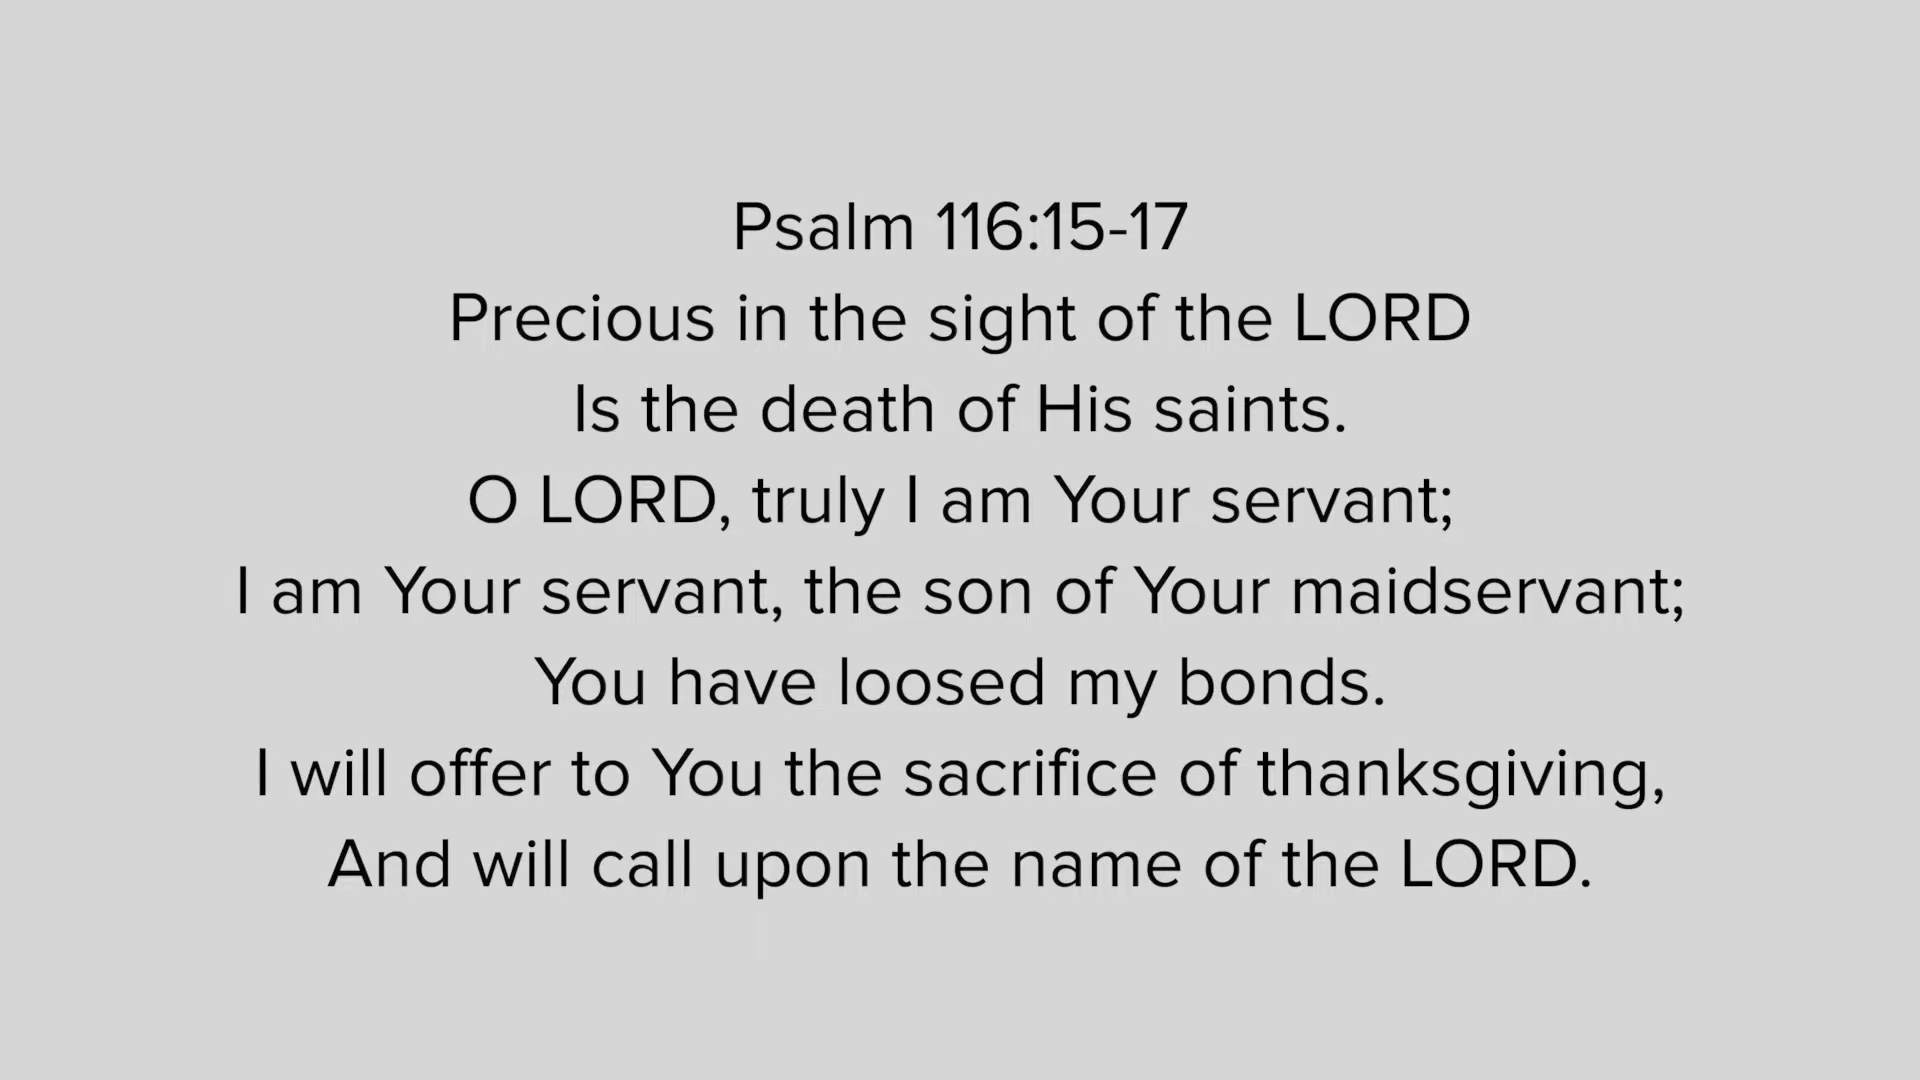 Psalm 116:15-17
Precious in the sight of the LORD
Is the death of His saints.
O LORD, truly I am Your servant;
I am Your servant, the son of Your maidservant;
You have loosed my bonds.
I will offer to You the sacrifice of thanksgiving,
And will call upon the name of the LORD.